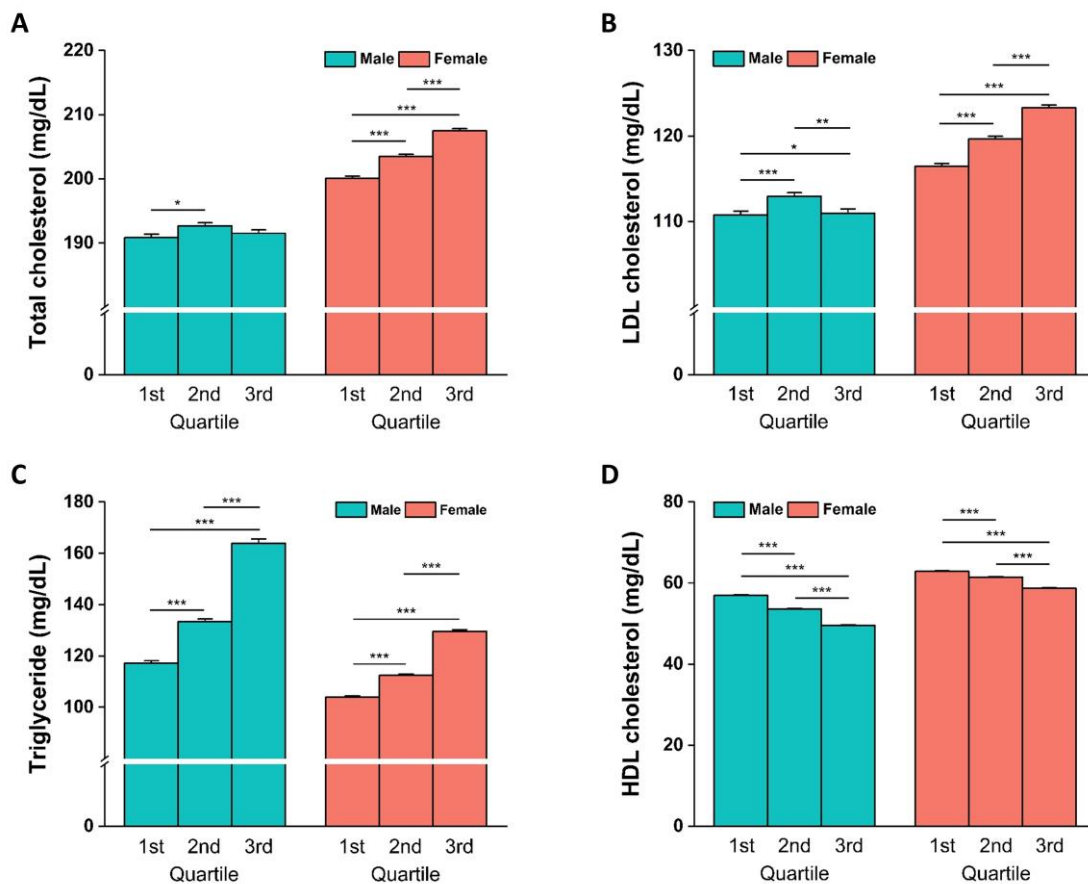 A
Total cholesterol (mg/dL)
220
210
200
190
0
Male Female
*
***
***
***
1st 2nd 3rd 1st 2nd 3rd
Quartile Quartile
B
LDL cholesterol (mg/dL)
130
120
110
0
Male Female
***
*
**
***
***
***
1st 2nd 3rd 1st 2nd 3rd
Quartile Quartile
C
Triglyceride (mg/dL)
180
160
140
120
100
0
Male Female
***
***
***
***
***
***
1st 2nd 3rd 1st 2nd 3rd
Quartile Quartile
D
HDL cholesterol (mg/dL)
80
60
40
20
0
Male Female
***
***
***
***
***
***
1st 2nd 3rd 1st 2nd 3rd
Quartile Quartile